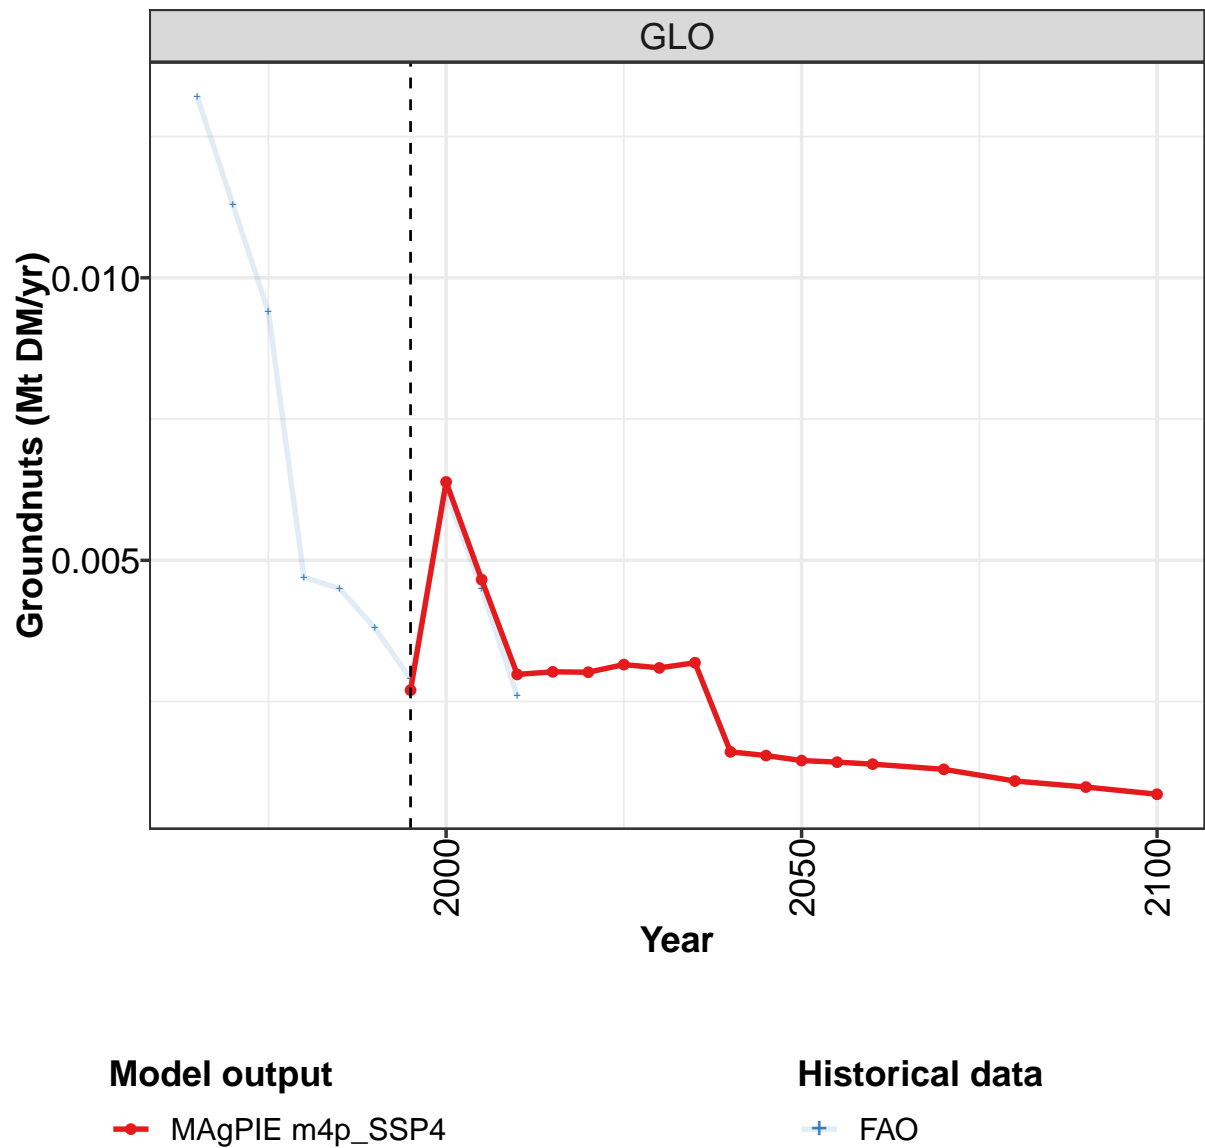 GLO
Groundnuts (Mt DM/yr)
0.010
0.005
2000
2050
2100
Year
Model output
Historical data
MAgPIE m4p_SSP4
FAO